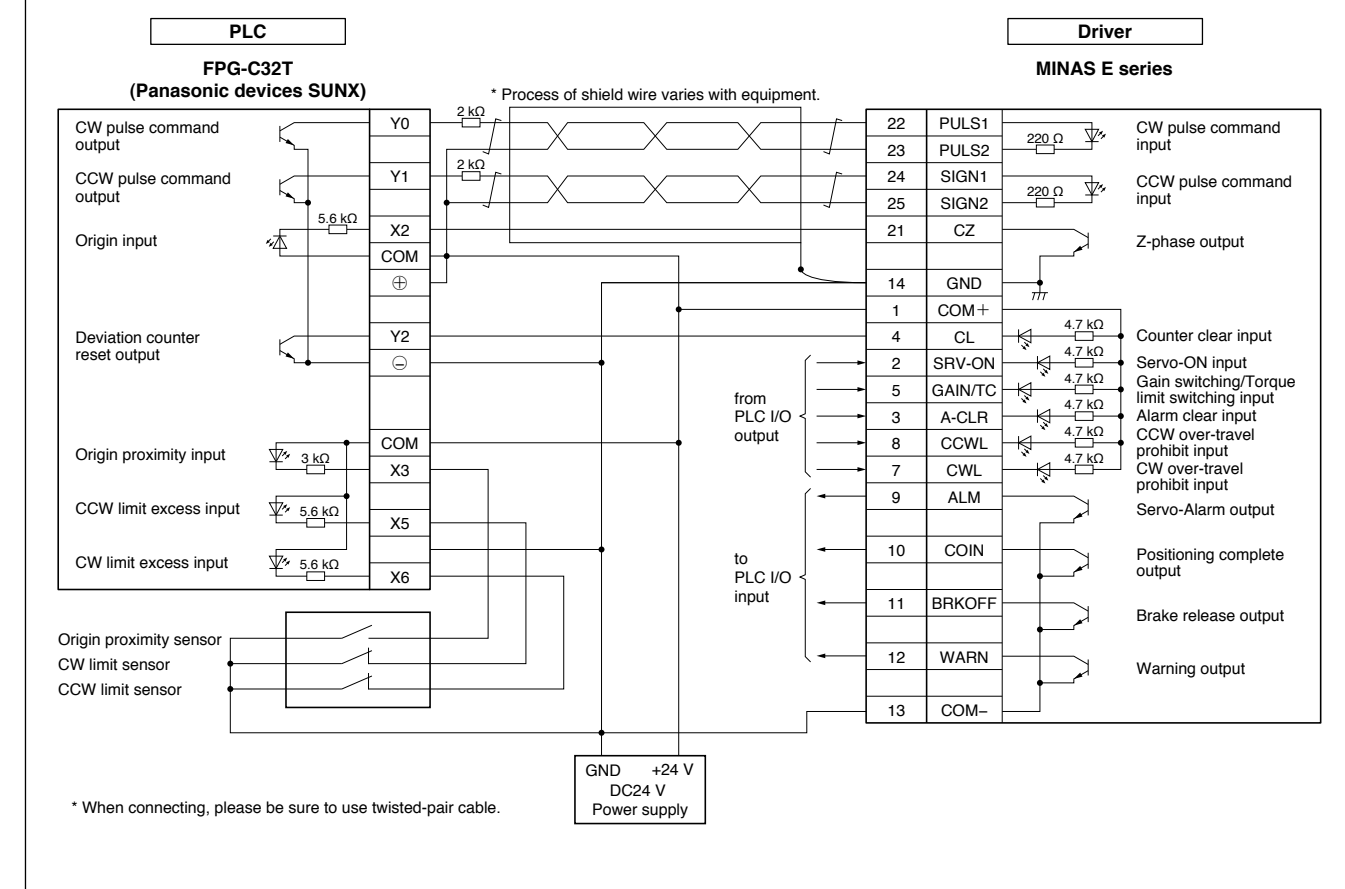 PLC
Driver
FPG-C32T
(Panasonic devices SUNX)
MINAS E series
* Process of shield wire varies with equipment.
CW pulse command
output
Y0
2 kΩ
22 PULS1
23 PULS2
220 Ω
CW pulse command
input
CCW pulse command
output
Y1
2 kΩ
24 SIGN1
25 SIGN2
220 Ω
CCW pulse command
input
Origin input
5.6 kΩ
X2
COM
⊕
21 CZ
Z-phase output
14 GND
1 COM+
Deviation counter
reset output
Y2
⊖
4 CL
4.7 kΩ
Counter clear input
from
PLC I/O
output
2 SRV-ON
4.7 kΩ
Servo-ON input
5 GAIN/TC
4.7 kΩ
Gain switching/Torque
limit switching input
3 A-CLR
4.7 kΩ
Alarm clear input
8 CCWL
4.7 kΩ
CCW over-travel
prohibit input
7 CWL
4.7 kΩ
CW over-travel
prohibit input
COM
Origin proximity input
3 kΩ
X3
CCW limit excess input
5.6 kΩ
X5
CW limit excess input
5.6 kΩ
X6
to
PLC I/O
input
9 ALM
Servo-Alarm output
10 COIN
Positioning complete
output
11 BRKOFF
Brake release output
12 WARN
Warning output
13 COM−
Origin proximity sensor
CW limit sensor
CCW limit sensor
GND +24 V
DC24 V
Power supply
* When connecting, please be sure to use twisted-pair cable.